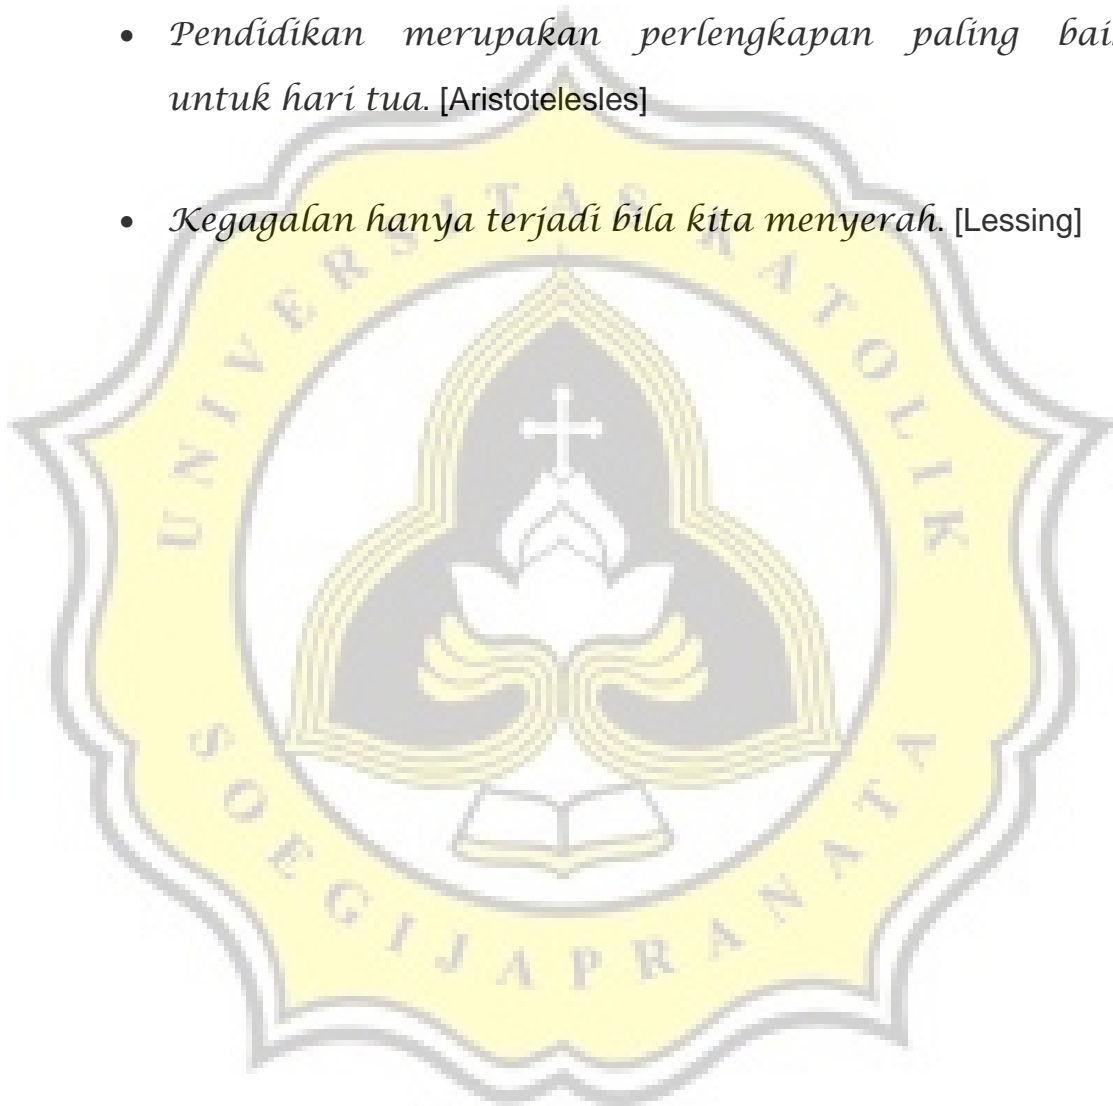 • Pendidikan merupakan perlengkapan paling bai
untuk hari tua. [Aristotelesles]
• Kegagalan hanya terjadi bila kita menyerah. [Lessing]
UNIVERSITAS KATOLIK
SOEGIJAPRANATA